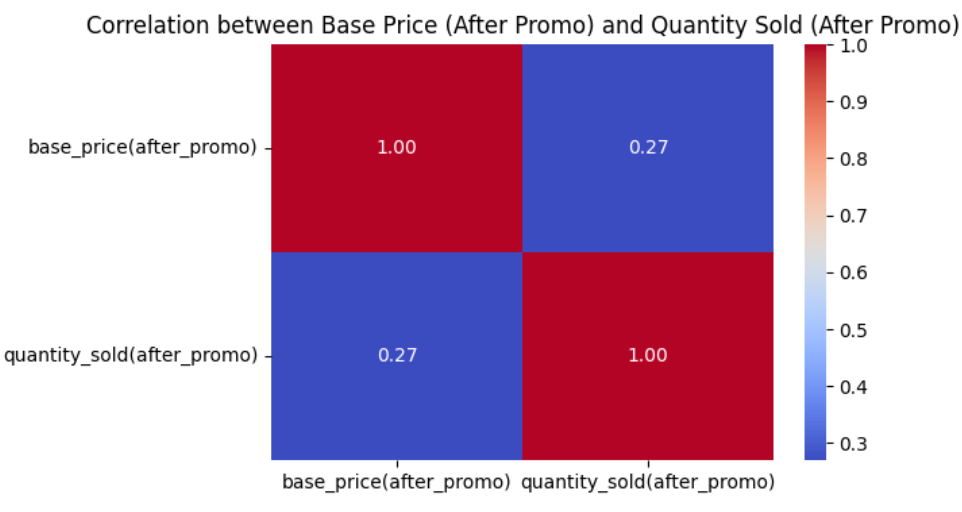 Correlation between Base Price (After Promo) and Quantity Sold (After Promo)
base_price(after_promo)
1.00
0.27
quantity_sold(after_promo)
0.27
1.00
base_price(after_promo)
quantity_sold(after_promo)
1.0
0.9
0.8
0.7
0.6
0.5
0.4
0.3